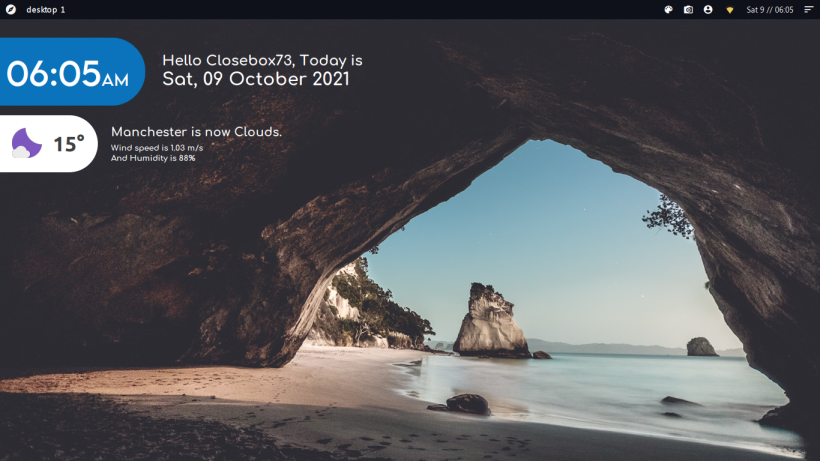 desktop 1
Sat 9 // 06:05
06:05AM
Hello Closebox73, Today is
Sat, 09 October 2021
15°
Manchester is now Clouds.
Wind speed is 1.03 m/s
And Humidity is 88%